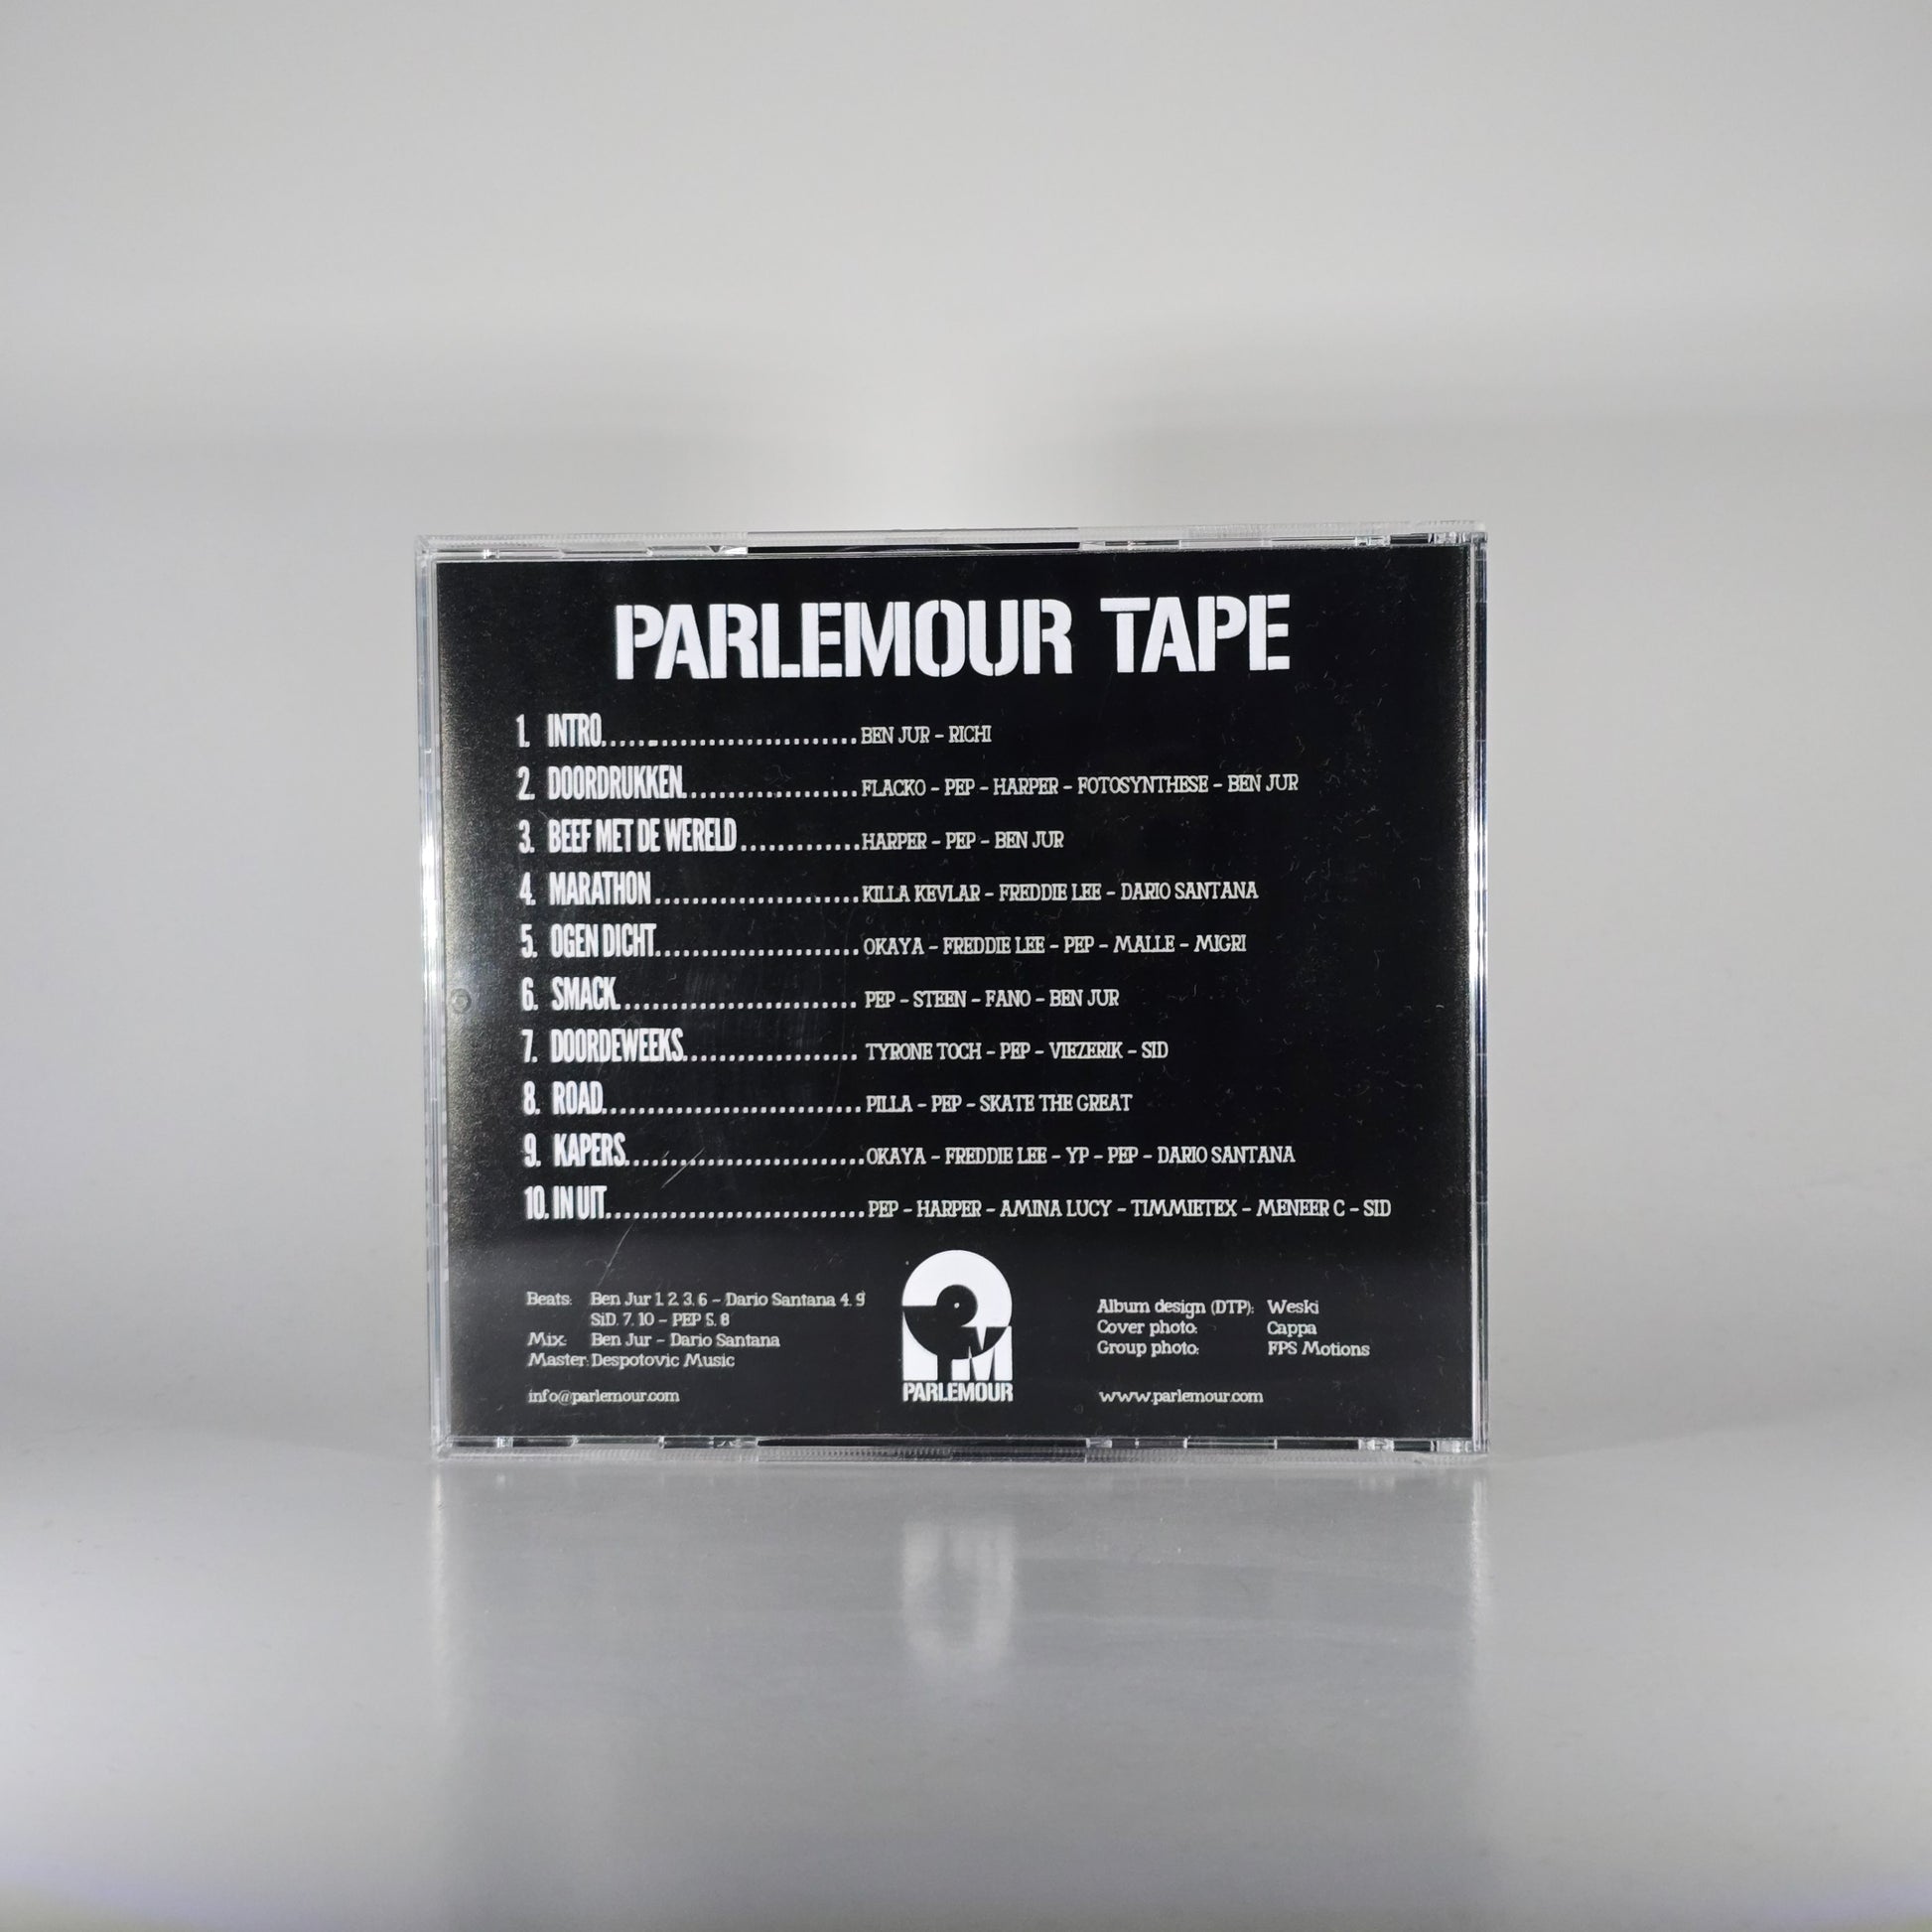 PARLEMOUR TAPE
1. INTRO............................BEN JUR - RICHI
2. DOORDRUKKEN...................FLACKO - PEP - HARPER - FOTOSYNTHESE - BEN JUR
3. BEEF MET DE WERELD.............HARPER - PEP - BEN JUR
4. MARATHON......................KILLA KEVLAR - FREDDIE LEE - DARIO SANTANA
5. OGEN DICHT......................OKAYA - FREDDIE LEE - PEP - MALLE - MIGRI
6. SMACK.......................... PEP - STEEN - FANO - BEN JUR
7. DOORDEWEEKS................... TYRONE TOCH - PEP - VIEZERIK - SID
8. ROAD............................PILLA - PEP - SKATE THE GREAT
9. KAPERS..........................OKAYA - FREDDIE LEE - YP - PEP - DARIO SANTANA
10. IN UIT............................PEP - HARPER - AMINA LUCY - TIMMIETEX - MENEER C - SID
Beats: Ben Jur 1. 2. 3. 6 - Dario Santana 4. 9
SiD. 7. 10 - PEP 5. 8
Mix: Ben Jur - Dario Santana
Master: Despotovic Music
info@parlemour.com
PM
PARLEMOUR
Album design (DTP): Weski
Cover photo: Cappa
Group photo: FPS Motions
www.parlemour.com